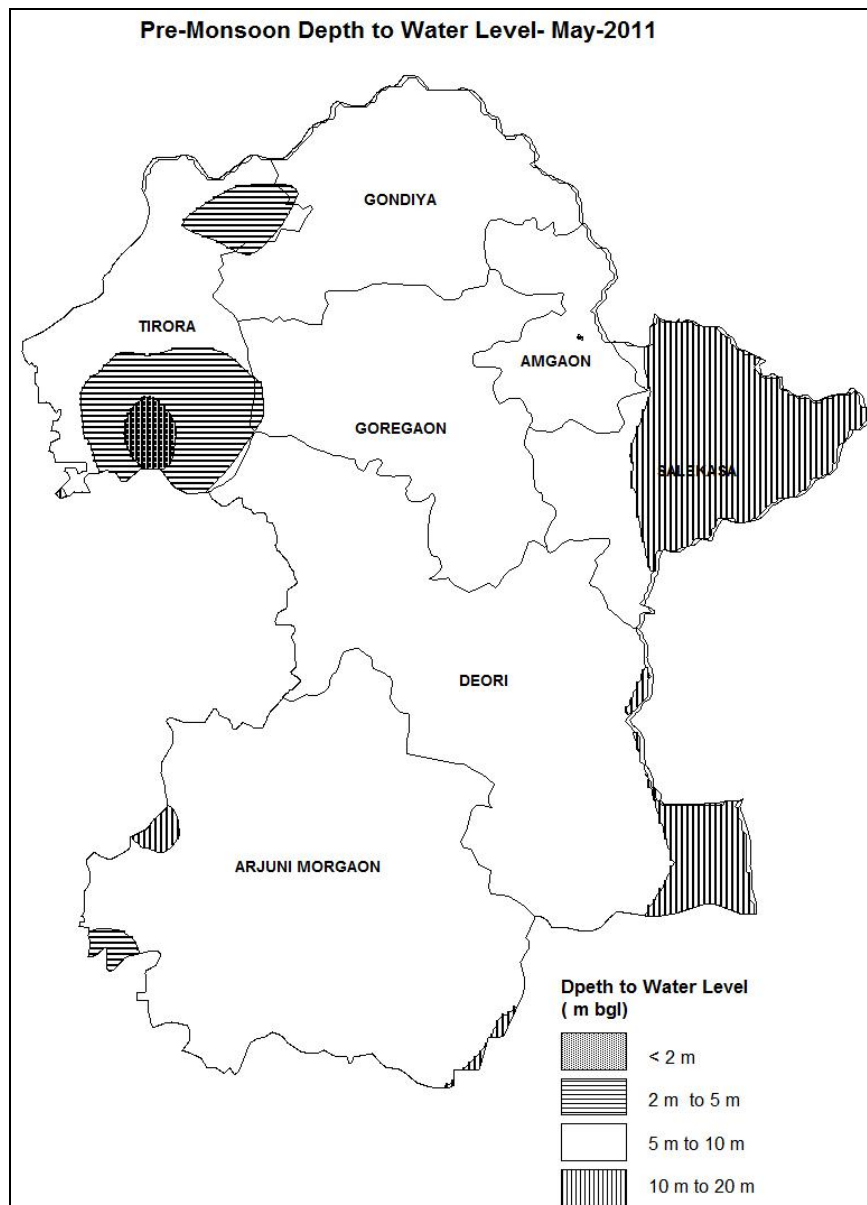 Pre-Monsoon Depth to Water Level- May-2011
GONDIYA
TIRORA
AMGAON
GOREGAON
SALEKASA
DEORI
ARJUNI MORGAON
Dpeth to Water Level
( m bgl)
< 2 m
2 m to 5 m
5 m to 10 m
10 m to 20 m